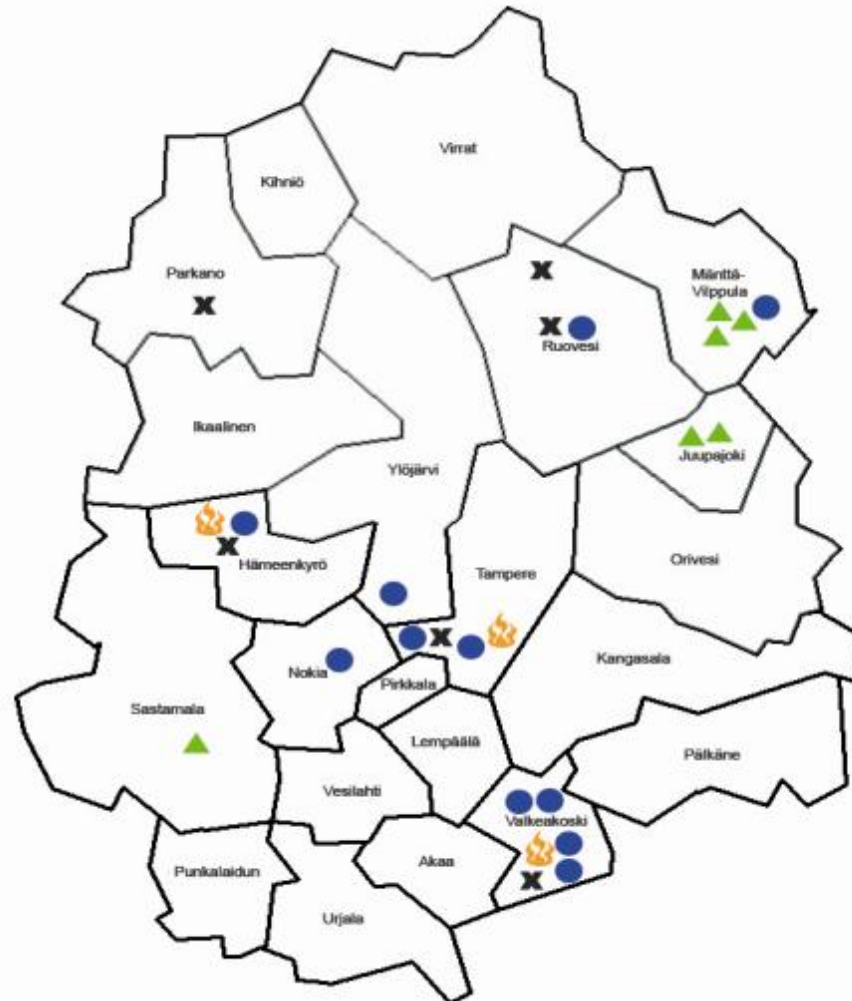 Virrat
Kihniö
Parkano
Mänttä-
Vilppula
Ruovesi
Ikaalinen
Juupajoki
Ylöjärvi
Hämeenkyrö
Tampere
Orivesi
Kangasala
Nokia
Pirkkala
Sastamala
Lempäälä
Pälkäne
Vesilahti
Valkeakoski
Punkalaidun
Akaa
Urjala